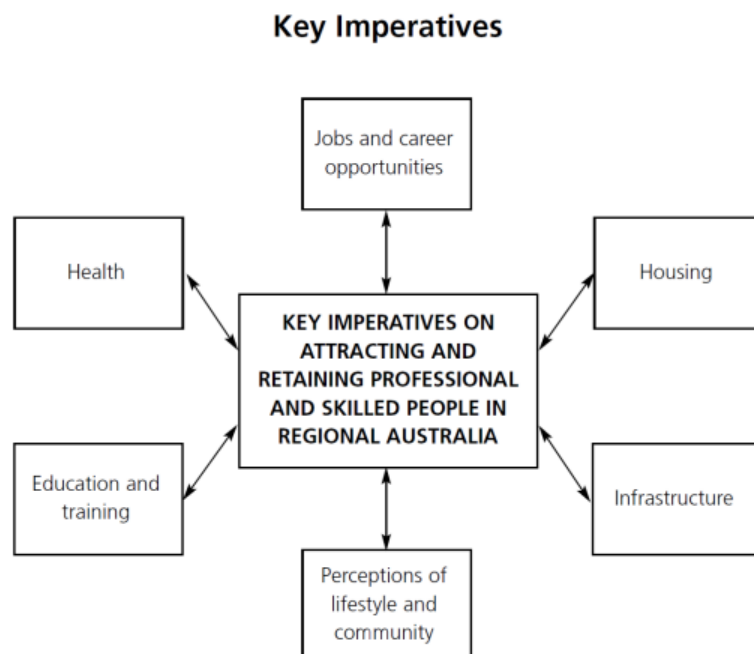 Key Imperatives
Jobs and career
opportunities
Health
Housing
KEY IMPERATIVES ON
ATTRACTING AND
RETAINING PROFESSIONAL
AND SKILLED PEOPLE IN
REGIONAL AUSTRALIA
Education and
training
Infrastructure
Perceptions of
lifestyle and
community